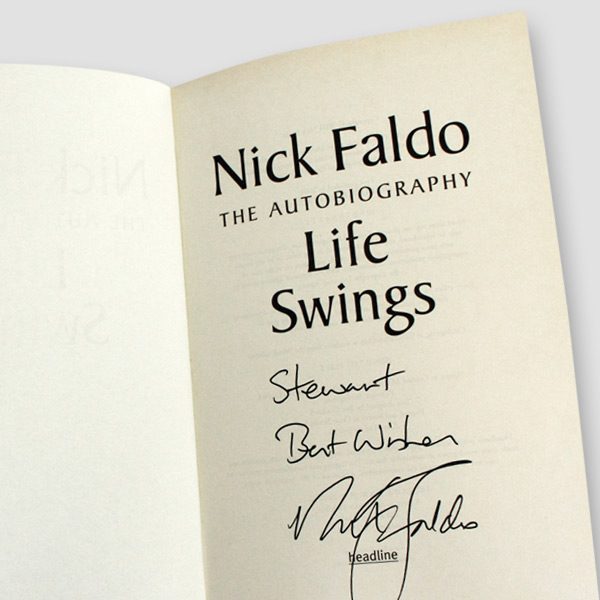 Nick Faldo
THE AUTOBIOGRAPHY
Life
Swings
Stewart
Best Wishes
Nick Faldo
headline